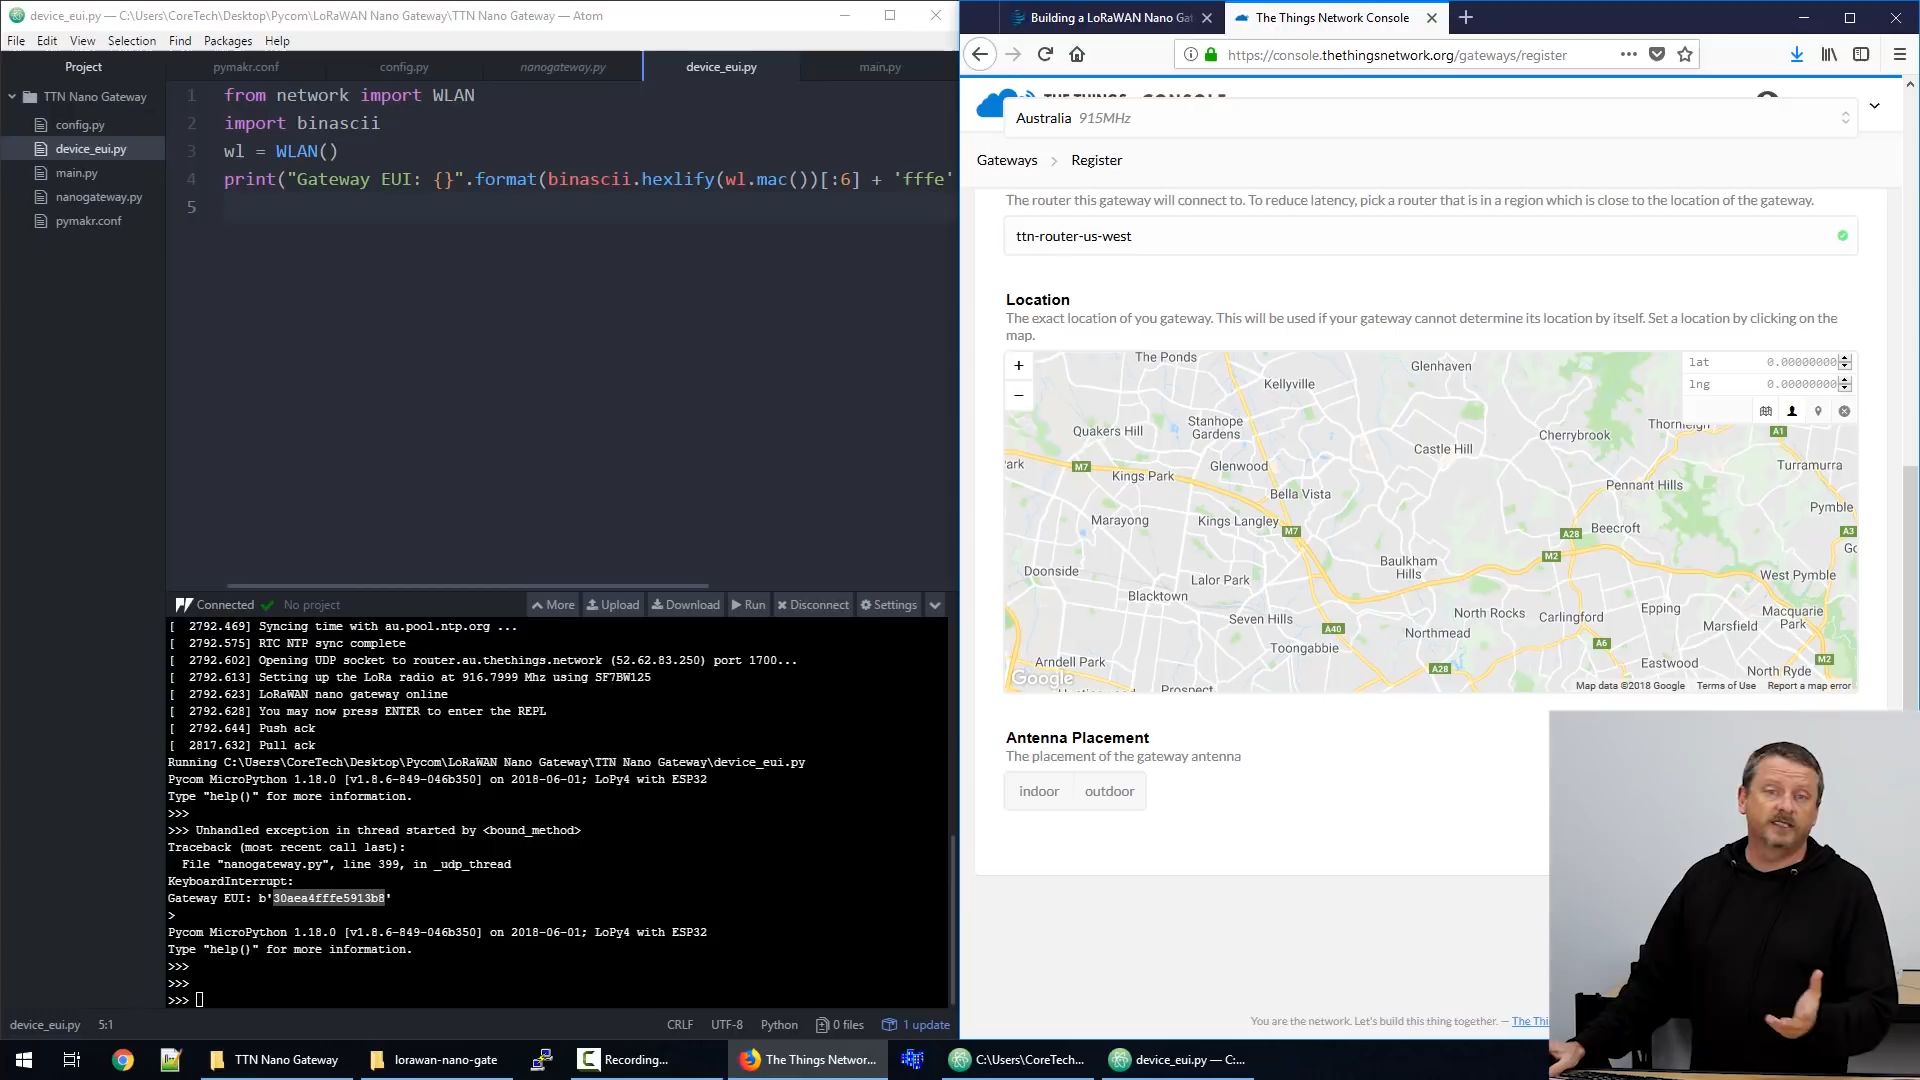 device_eui.py — C:\Users\CoreTech\Desktop\Pycom\LoRaWAN Nano Gateway\TTN Nano Gateway — Atom
File Edit View Selection Find Packages Help
Project
TTN Nano Gateway
config.py
device_eui.py
main.py
nanogateway.py
pymakr.conf
pymakr.conf config.py nanogateway.py device_eui.py main.py
1 from network import WLAN
2 import binascii
3 wl = WLAN()
4 print("Gateway EUI: {}".format(binascii.hexlify(wl.mac())[:6] + 'fffe'
5
Connected No project More Upload Download Run Disconnect Settings
[ 2792.469] Syncing time with au.pool.ntp.org ...
[ 2792.575] RTC NTP sync complete
[ 2792.602] Opening UDP socket to router.au.thethings.network (52.62.83.250) port 1700...
[ 2792.613] Setting up the LoRa radio at 916.7999 Mhz using SF7BW125
[ 2792.623] LoRaWAN nano gateway online
[ 2792.628] You may now press ENTER to enter the REPL
[ 2792.644] Push ack
[ 2817.632] Pull ack
Running C:\Users\CoreTech\Desktop\Pycom\LoRaWAN Nano Gateway\TTN Nano Gateway\device_eui.py
Pycom MicroPython 1.18.0 [v1.8.6-849-046b350] on 2018-06-01; LoPy4 with ESP32
Type "help()" for more information.
>>>
>>> Unhandled exception in thread started by <bound_method>
Traceback (most recent call last):
File "nanogateway.py", line 399, in _udp_thread
KeyboardInterrupt:
Gateway EUI: b'30aea4fffe5913b8'
>
Pycom MicroPython 1.18.0 [v1.8.6-849-046b350] on 2018-06-01; LoPy4 with ESP32
Type "help()" for more information.
>>>
>>>
>>>
device_eui.py 5:1 CRLF UTF-8 Python 0 files 1 update
Building a LoRaWAN Nano Ga
The Things Network Console
https://console.thethingsnetwork.org/gateways/register
Australia 915MHz
Gateways > Register
The router this gateway will connect to. To reduce latency, pick a router that is in a region which is close to the location of the gateway.
ttn-router-us-west
Location
The exact location of you gateway. This will be used if your gateway cannot determine its location by itself. Set a location by clicking on the
map.
+
−
lat 0.00000000
lng 0.00000000
The Ponds
Glenhaven
Kellyville
Stanhope
Gardens
Quakers Hill
Cherrybrook
A1
Castle Hill
ark
M7
Kings Park
Glenwood
Turramurra
Pennant Hills
Bella Vista
Pymble
Marayong
Kings Langley
M7
A28
Beecroft
A3
M2
Baulkham
Hills
Doonside
Lalor Park
West Pymble
Blacktown
North Rocks
Epping
Macquarie
Park
Seven Hills
A40
Carlingford
Marsfield
Northmead
A6
Toongabbie
Arndell Park
A28
Eastwood
M2
North Ryde
Prospect
Google
Map data ©2018 Google Terms of Use Report a map error
Antenna Placement
The placement of the gateway antenna
indoor outdoor
You are the network. Let's build this thing together. — The Thi
TTN Nano Gateway
lorawan-nano-gate
Recording...
The Things Networ...
C:\Users\CoreTech...
device_eui.py — C:...